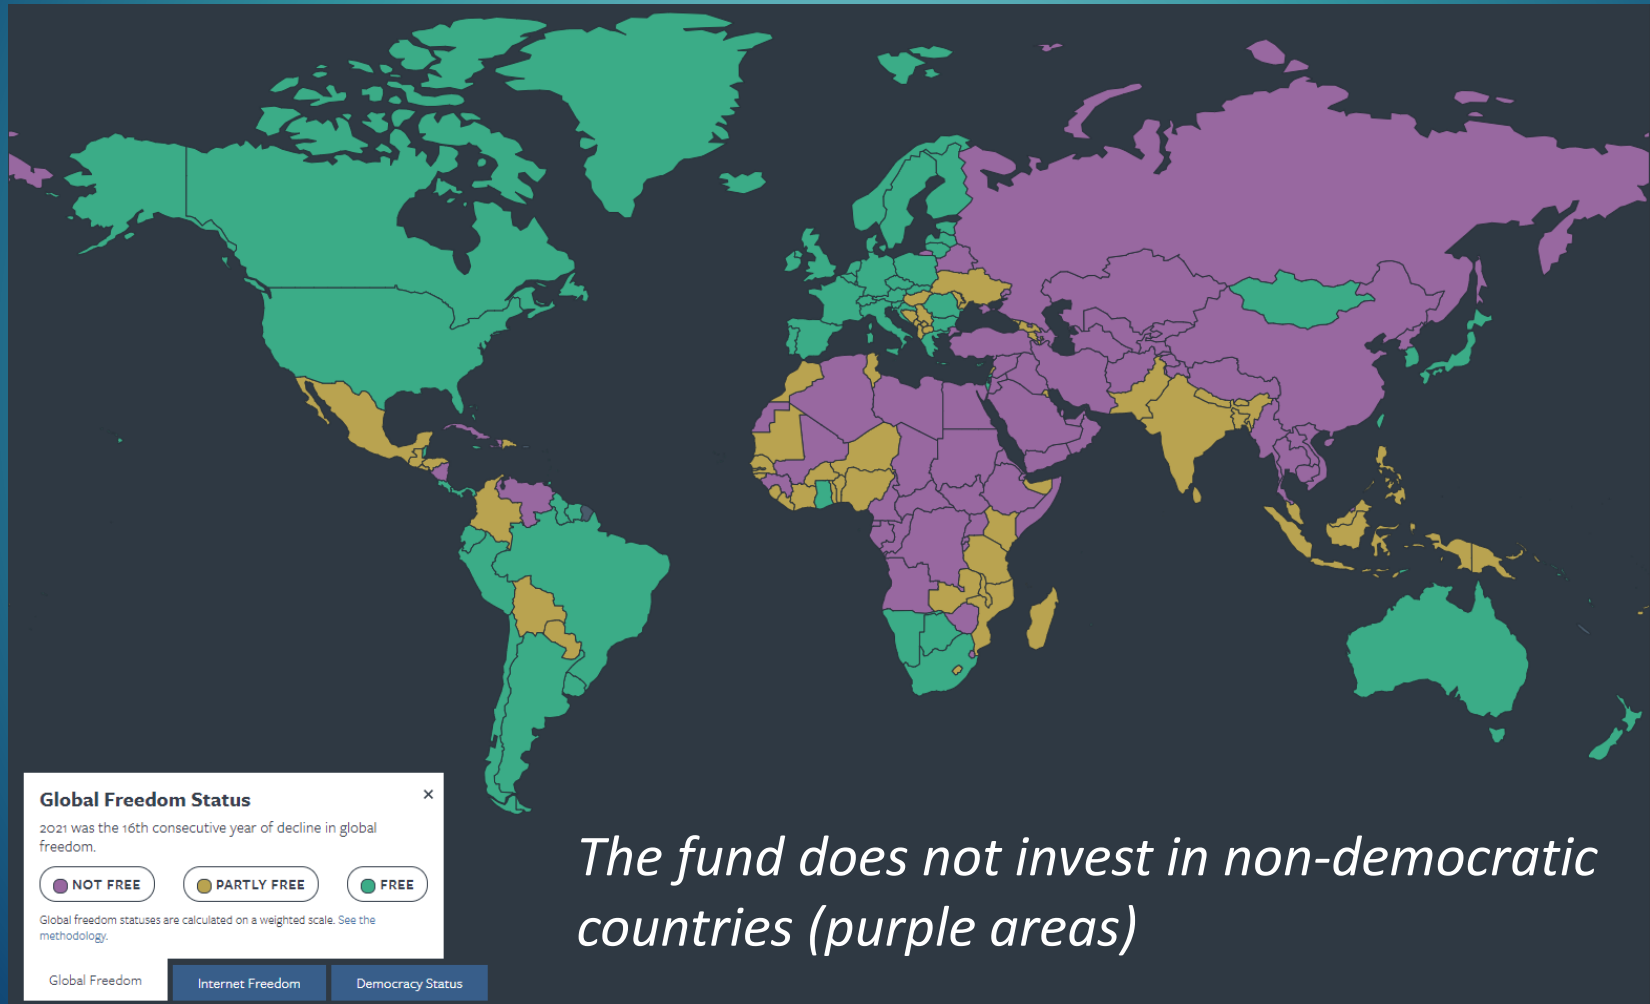 Global Freedom Status
×
2021 was the 16th consecutive year of decline in global
freedom.
NOT FREE PARTLY FREE FREE
Global freedom statuses are calculated on a weighted scale. See the
methodology.
Global Freedom Internet Freedom Democracy Status
The fund does not invest in non-democratic
countries (purple areas)